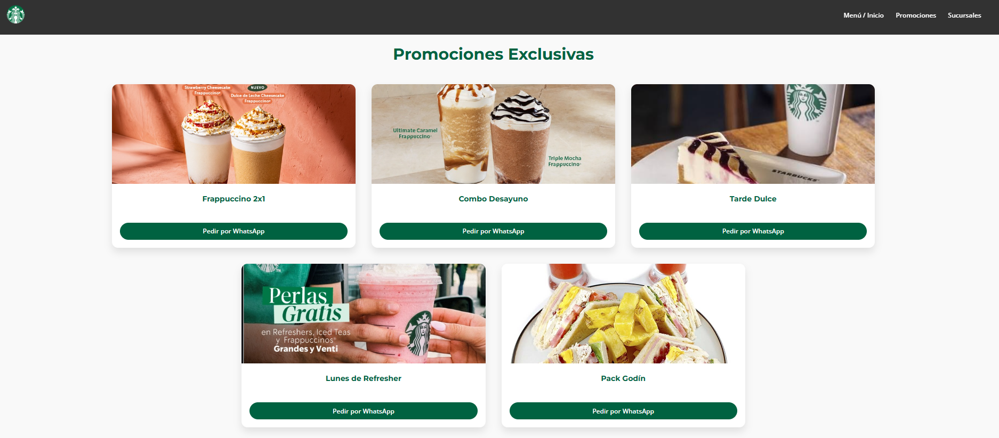 Menú / Inicio
Promociones
Sucursales
Promociones Exclusivas
Strawberry Cheesecake
Frappuccino®
NUEVO
Dulce de Leche Cheesecake
Frappuccino®
Ultimate Caramel
Frappuccino®
Triple Mocha
Frappuccino®
STARBUCKS™
Frappuccino 2x1
Combo Desayuno
Tarde Dulce
Pedir por WhatsApp
Pedir por WhatsApp
Pedir por WhatsApp
Perlas
Gratis
en Refreshers, Iced Teas
y Frappuccinos®
Grandes y Venti
Lunes de Refresher
Pack Godín
Pedir por WhatsApp
Pedir por WhatsApp